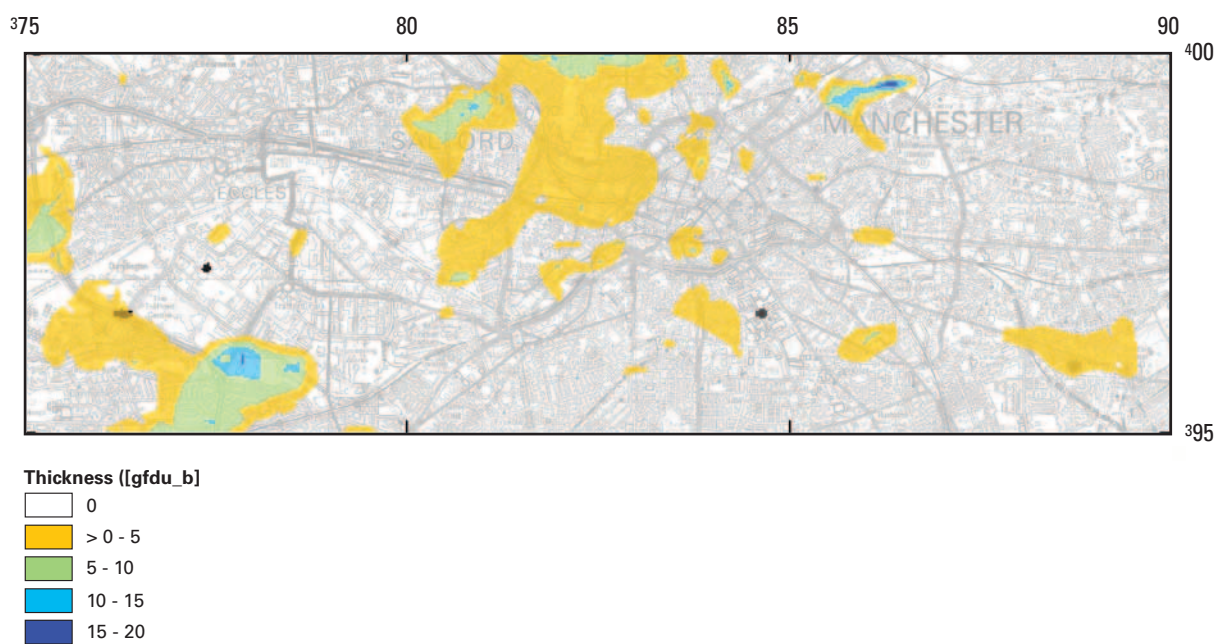 375 80 85 90
400
MANCHESTER
SALFORD
ECCLES
395
Thickness ([gfdu_b]
0
> 0 - 5
5 - 10
10 - 15
15 - 20